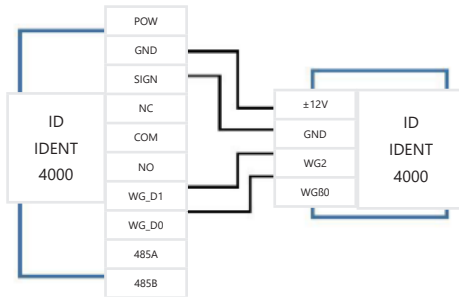 POW
GND
SIGN
NC
COM
NO
WG_D1
WG_D0
485A
485B
ID
IDENT
4000
±12V
GND
WG2
WGß0
ID
IDENT
4000